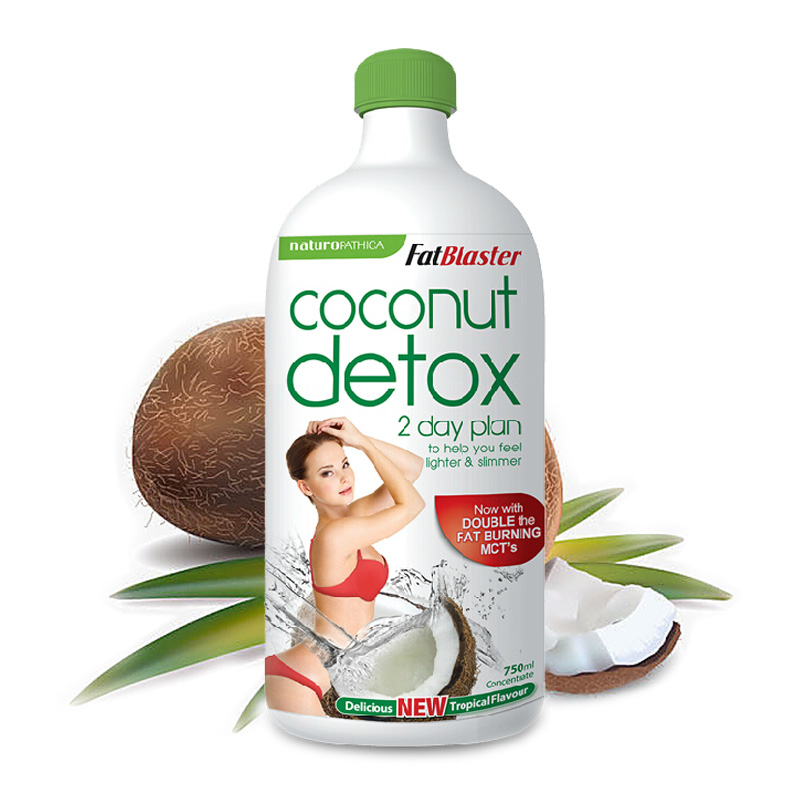 naturopathica
FatBlaster
coconut
detox
2 day plan
to help you feel
lighter & slimmer
Now with
DOUBLE the
FAT BURNING
MCT's
750ml
Concentrate
Delicious NEW Tropical Flavour